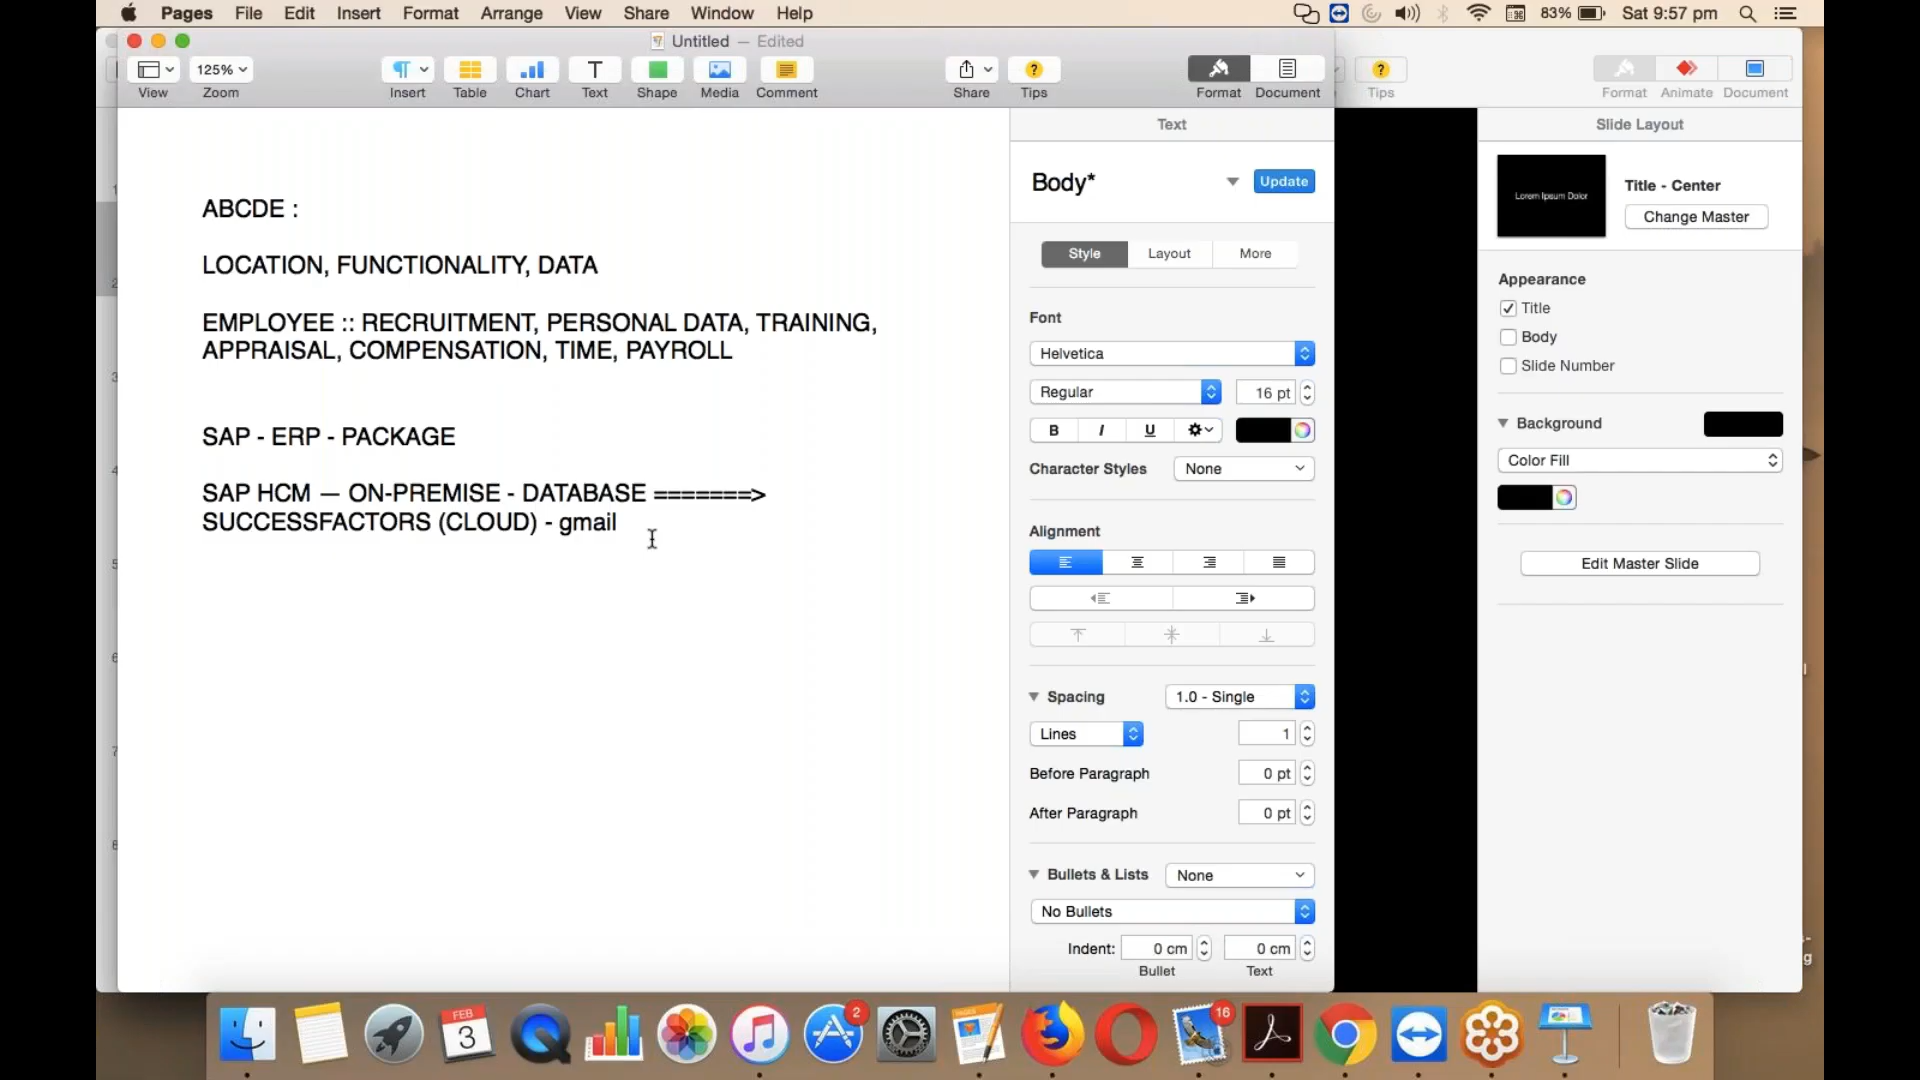 Pages File Edit Insert Format Arrange View Share Window Help 83% Sat 9:57 pm
Untitled — Edited
125%
View Zoom Insert Table Chart Text Shape Media Comment Share Tips Format Document Tips Format Animate Document
Text
Slide Layout
Body* Update
Lorem Ipsum Dolor
Title - Center
Change Master
ABCDE :
LOCATION, FUNCTIONALITY, DATA
EMPLOYEE :: RECRUITMENT, PERSONAL DATA, TRAINING,
APPRAISAL, COMPENSATION, TIME, PAYROLL
SAP - ERP - PACKAGE
SAP HCM — ON-PREMISE - DATABASE =======>
SUCCESSFACTORS (CLOUD) - gmail
Style Layout More
Font
Helvetica
Regular 16 pt
B I U
Character Styles None
Alignment
Spacing 1.0 - Single
Lines 1
Before Paragraph 0 pt
After Paragraph 0 pt
Bullets & Lists None
No Bullets
Indent: 0 cm 0 cm
Bullet Text
Appearance
Title
Body
Slide Number
Background
Color Fill
Edit Master Slide
FEB
3
2
PAGES
16